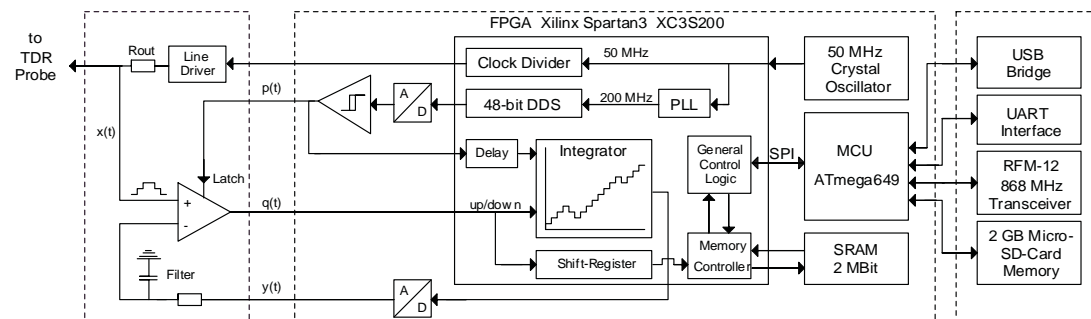 FPGA Xilinx Spartan3 XC3S200
to
TDR
Probe
Rout
Line
Driver
Clock Divider
50 MHz
50 MHz
Crystal
Oscillator
USB
Bridge
p(t)
A
D
48-bit DDS
200 MHz
PLL
x(t)
UART
Interface
Delay
Integrator
General
Control
Logic
SPI
MCU
ATmega649
RFM-12
868 MHz
Transceiver
Latch
+
-
q(t)
up/down
Shift-Register
Memory
Controller
SRAM
2 MBit
2 GB Micro-
SD-Card
Memory
Filter
y(t)
A
D